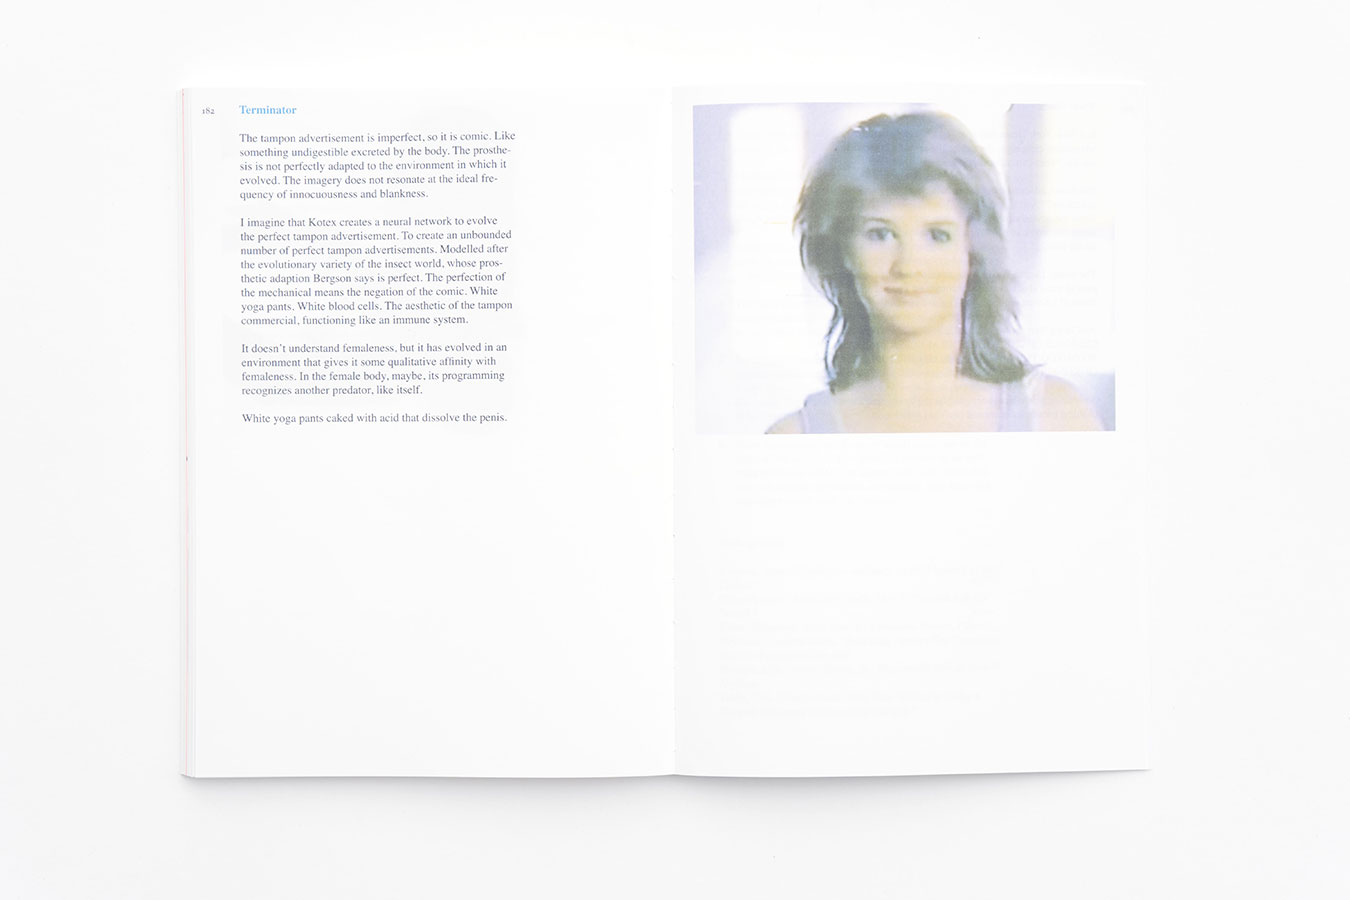 182
Terminator
The tampon advertisement is imperfect, so it is comic. Like
something undigestible excreted by the body. The prosthe-
sis is not perfectly adapted to the environment in which it
evolved. The imagery does not resonate at the ideal fre-
quency of innocuousness and blankness.
I imagine that Kotex creates a neural network to evolve
the perfect tampon advertisement. To create an unbounded
number of perfect tampon advertisements. Modelled after
the evolutionary variety of the insect world, whose pros-
thetic adaption Bergson says is perfect. The perfection of
the mechanical means the negation of the comic. White
yoga pants. White blood cells. The aesthetic of the tampon
commercial, functioning like an immune system.
It doesn't understand femaleness, but it has evolved in an
environment that gives it some qualitative affinity with
femaleness. In the female body, maybe, its programming
recognizes another predator, like itself.
White yoga pants caked with acid that dissolve the penis.